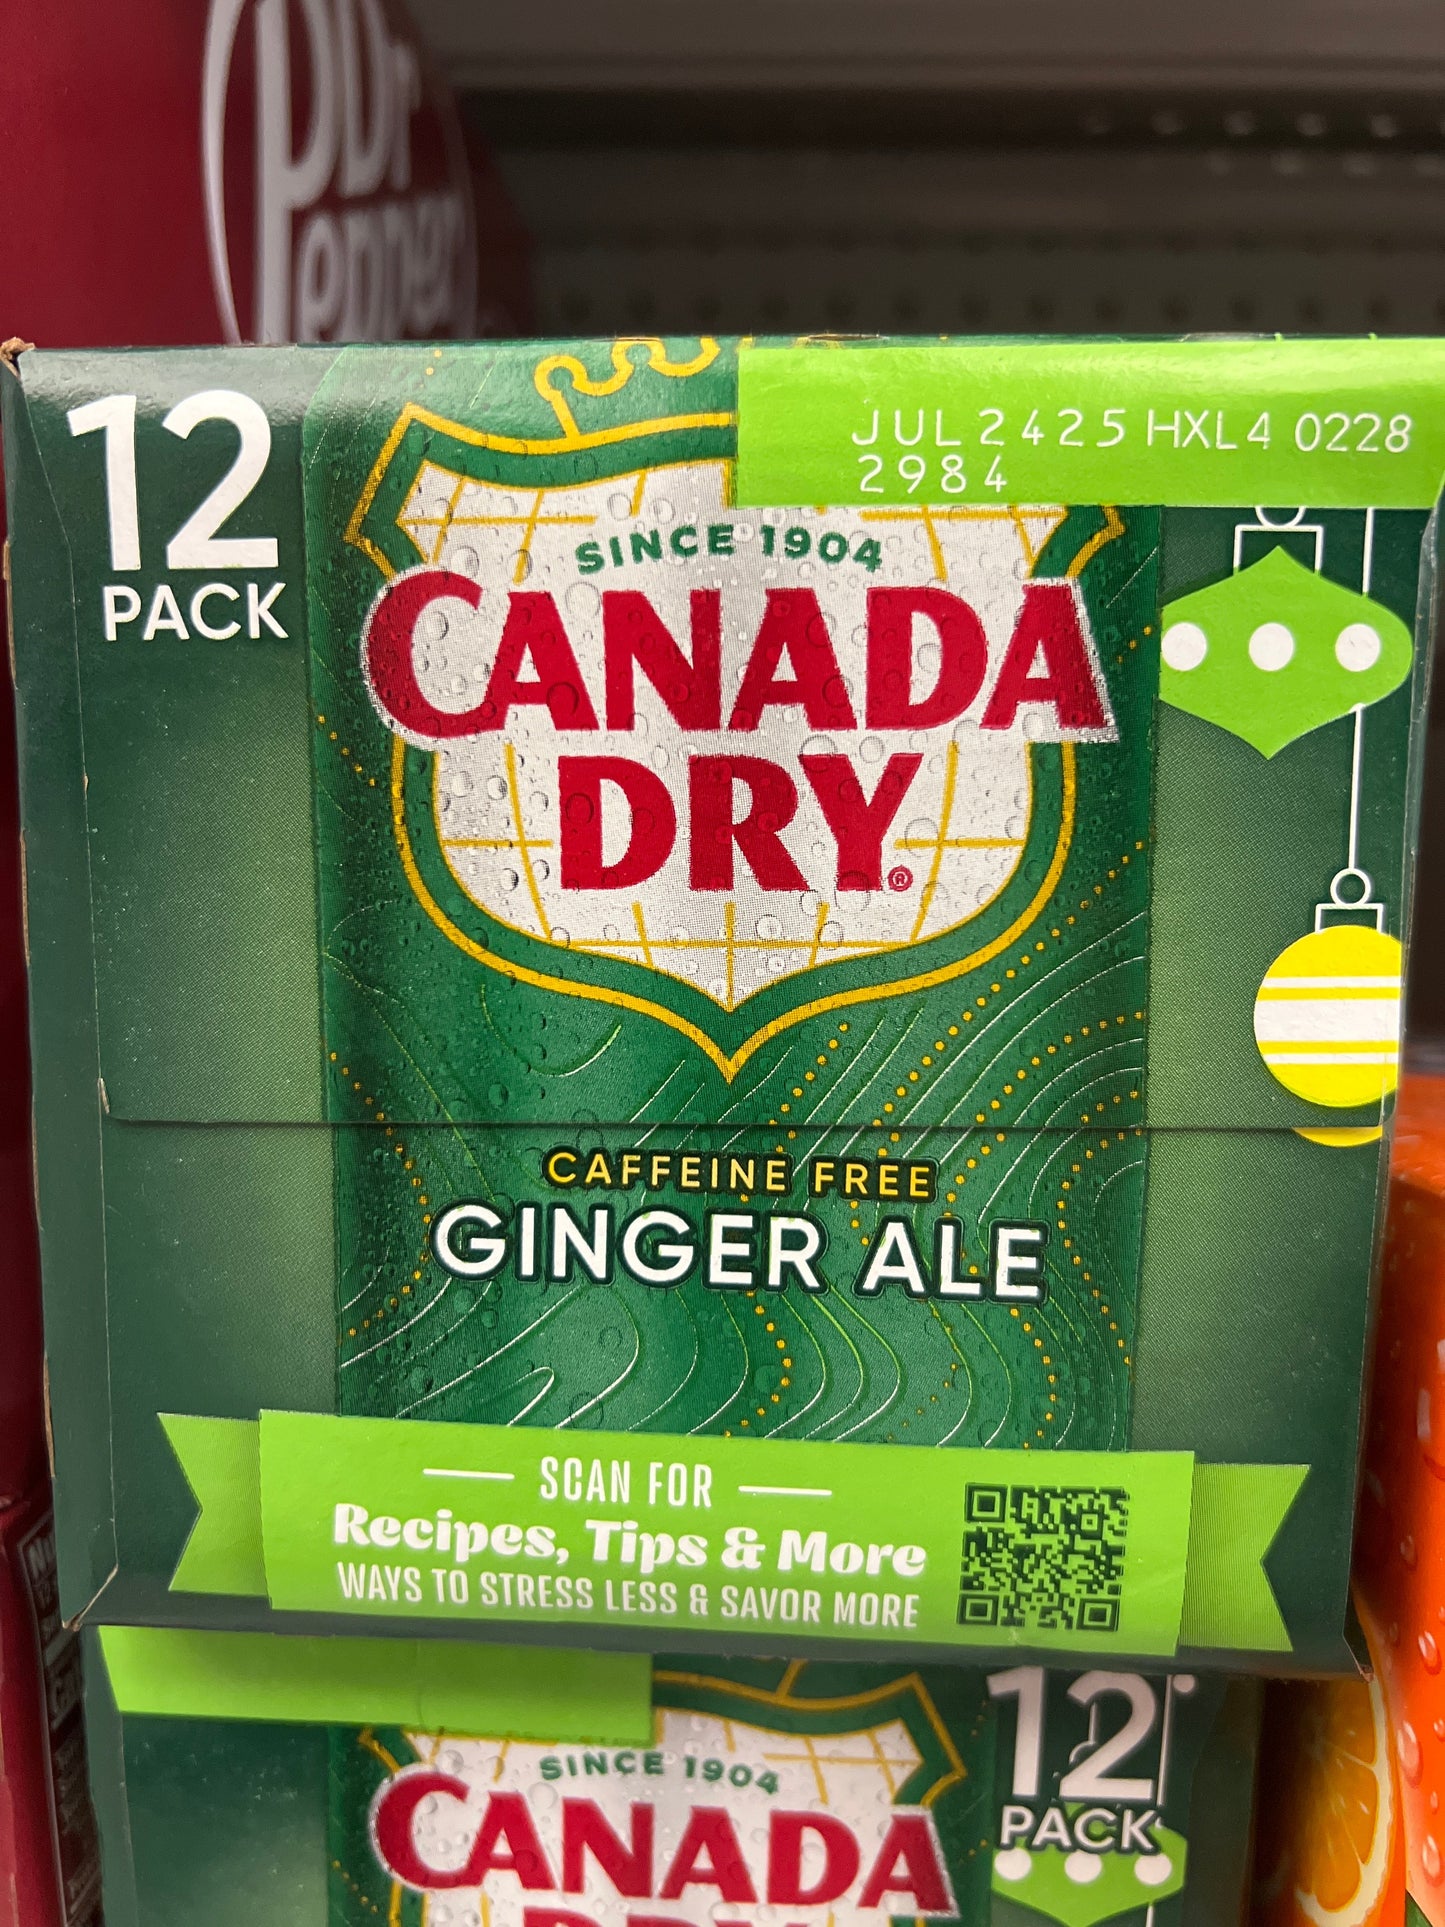 Dr
Pepper
12
PACK
JUL 24 25 HXL4 0228
2984
SINCE 1904
CANADA
DRY®
CAFFEINE FREE
GINGER ALE
SCAN FOR
Recipes, Tips & More
WAYS TO STRESS LESS & SAVOR MORE
12
PACK
SINCE 1904
CANADA
DRY